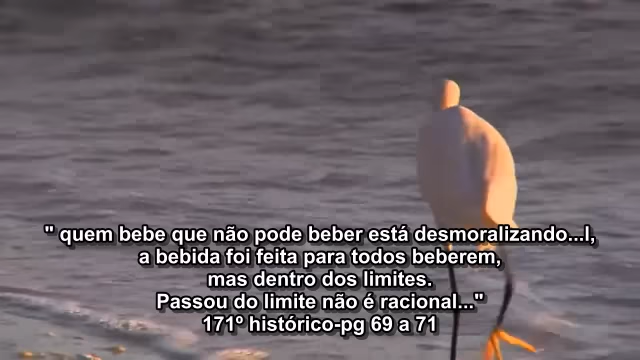 " quem bebe que não pode beber está desmoralizando...I,
a bebida foi feita para todos beberem,
mas dentro dos limites.
Passou do limite não é racional..."
171º histórico-pg 69 a 71